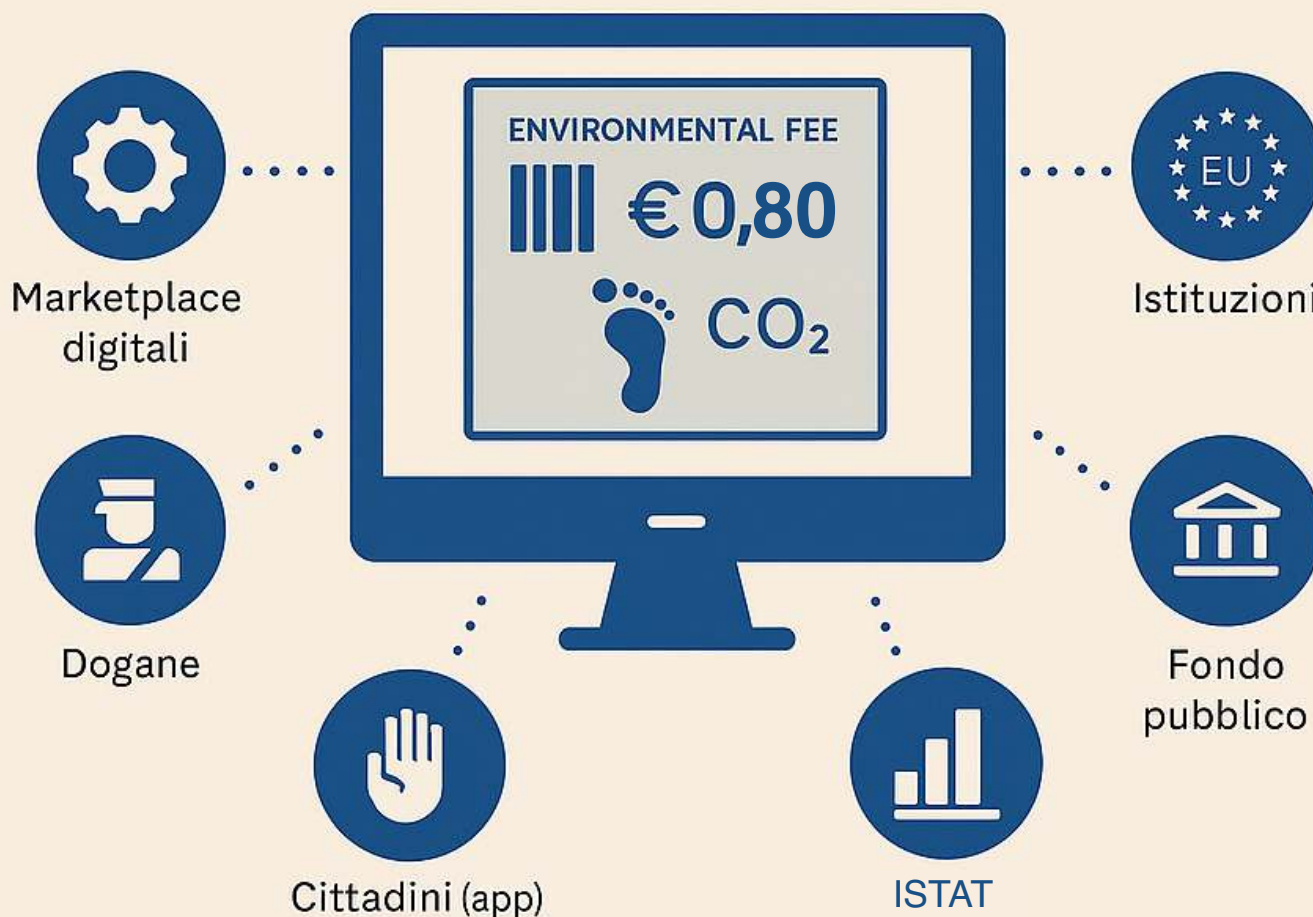 ENVIRONMENTAL FEE
€ 0,80
CO₂
Marketplace
digitali
EU
Istituzioni
Dogane
Fondo
pubblico
Cittadini (app)
ISTAT